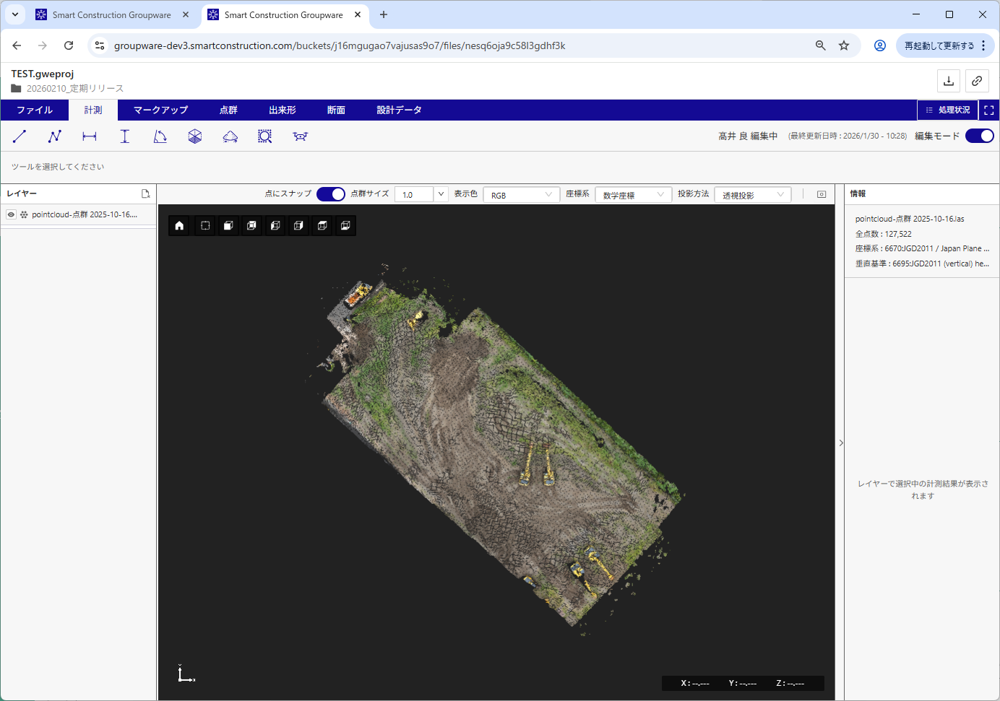 Smart Construction Groupware
Smart Construction Groupware
groupware-dev3.smartconstruction.com/buckets/j16mgugao7vajusas9o7/files/nesq6oja9c58l3gdhf3k
再起動して更新する
TEST.gweproj
20260210_定期リリース
ファイル 計測 マークアップ 点群 出来形 断面 設計データ
処理状況
髙井 良 編集中 (最終更新日時 : 2026/1/30 - 10:28) 編集モード
ツールを選択してください
レイヤー
点にスナップ 点群サイズ 1.0 表示色 RGB 座標系 数学座標 投影方法 透視投影
情報
pointcloud-点群 2025-10-16....
pointcloud-点群 2025-10-16.las
全点数 : 127,522
座標系 : 6670:JGD2011 / Japan Plane ...
垂直基準 : 6695:JGD2011 (vertical) he...
レイヤーで選択中の計測結果が表示さ
れます
X : --.--- Y : --.--- Z : --.---